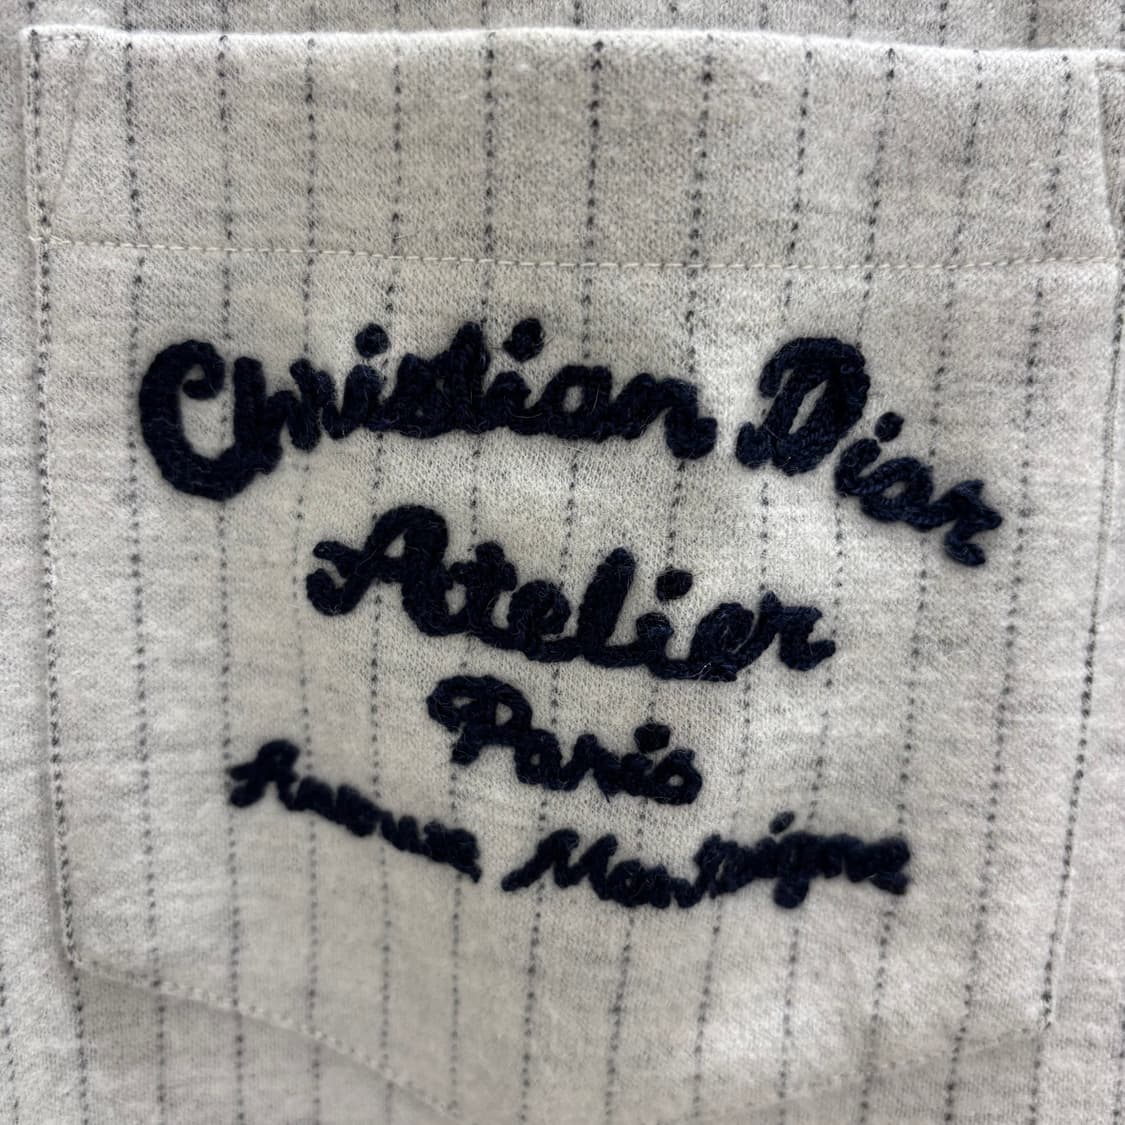 Christian Dior
Atelier
Paris
Avenue Montaigne